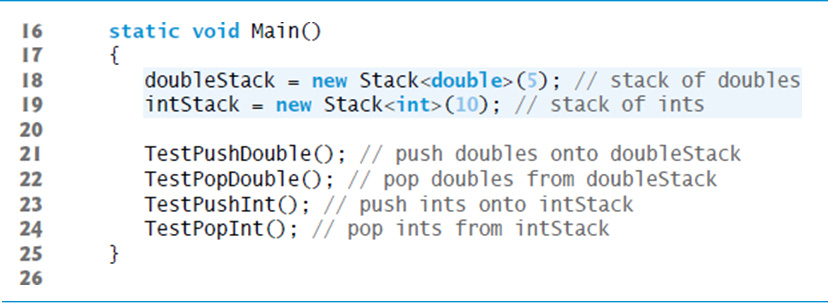 16 static void Main()
17 {
18 doubleStack = new Stack<double>(5); // stack of doubles
19 intStack = new Stack<int>(10); // stack of ints
20
21 TestPushDouble(); // push doubles onto doubleStack
22 TestPopDouble(); // pop doubles from doubleStack
23 TestPushInt(); // push ints onto intStack
24 TestPopInt(); // pop ints from intStack
25 }
26